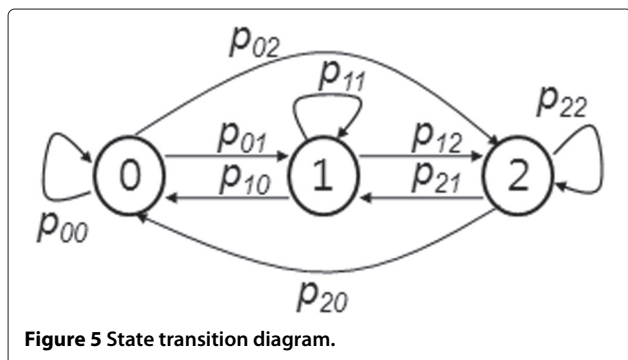 p02
p11
p22
p01
p12
0
1
2
p10
p21
p00
p20
Figure 5 State transition diagram.